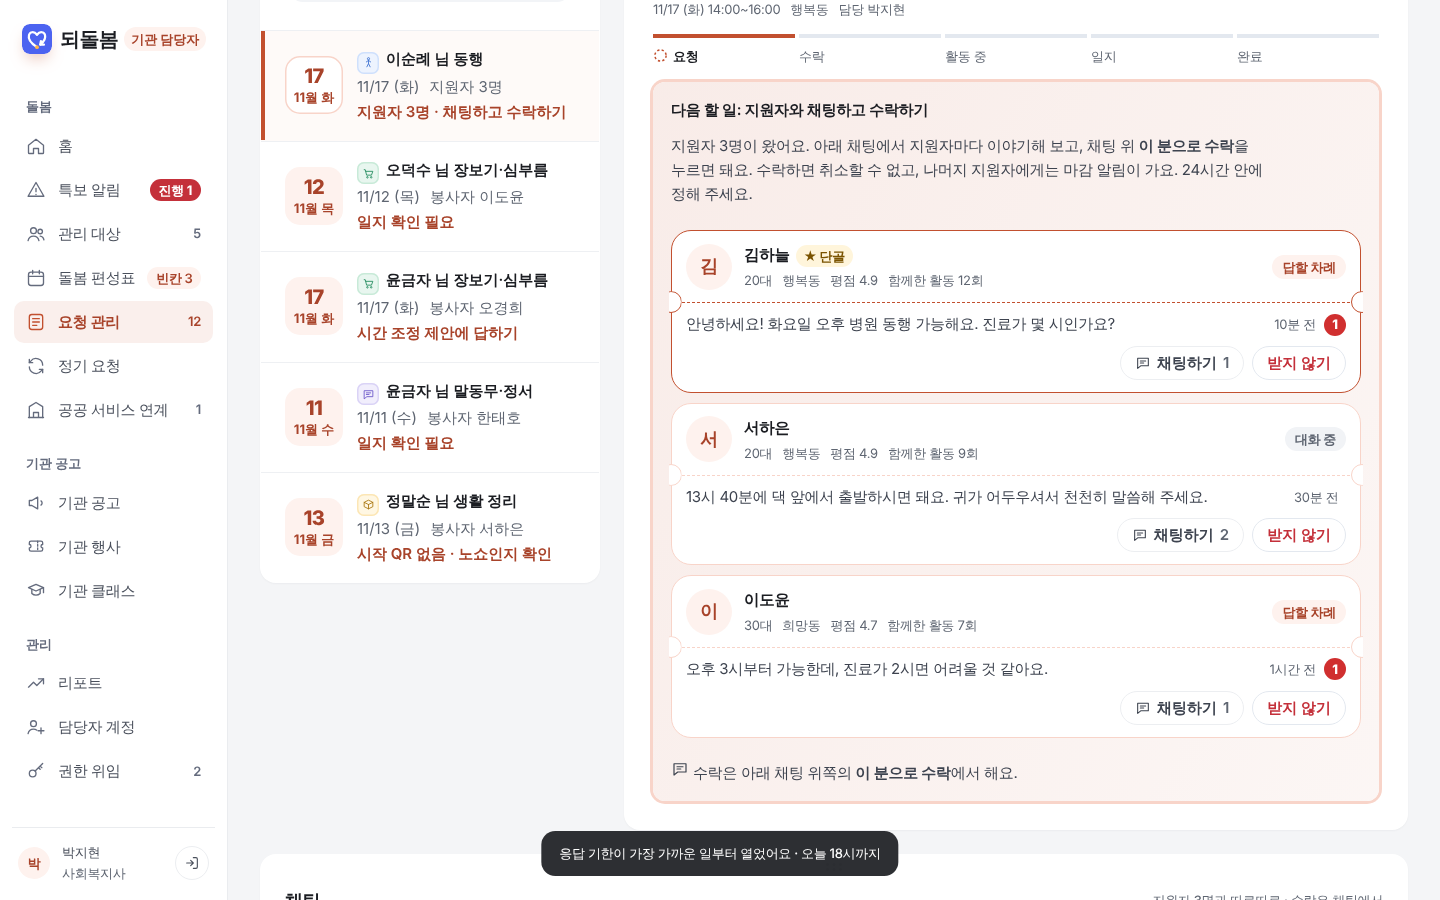 되돌봄 기관 담당자
돌봄
홈
특보 알림 진행 1
관리 대상 5
돌봄 편성표 빈칸 3
요청 관리 12
정기 요청
공공 서비스 연계 1
기관 공고
기관 공고
기관 행사
기관 클래스
관리
리포트
담당자 계정
권한 위임 2
박 박지현
사회복지사
17
11월 화
이순례 님 동행
11/17 (화) 지원자 3명
지원자 3명 · 채팅하고 수락하기
12
11월 목
오덕수 님 장보기·심부름
11/12 (목) 봉사자 이도윤
일지 확인 필요
17
11월 화
윤금자 님 장보기·심부름
11/17 (화) 봉사자 오경희
시간 조정 제안에 답하기
11
11월 수
윤금자 님 말동무·정서
11/11 (수) 봉사자 한태호
일지 확인 필요
13
11월 금
정말순 님 생활 정리
11/13 (금) 봉사자 서하은
시작 QR 없음 · 노쇼인지 확인
11/17 (화) 14:00~16:00 행복동 담당 박지현
요청 수락 활동 중 일지 완료
다음 할 일: 지원자와 채팅하고 수락하기
지원자 3명이 왔어요. 아래 채팅에서 지원자마다 이야기해 보고, 채팅 위 이 분으로 수락을
누르면 돼요. 수락하면 취소할 수 없고, 나머지 지원자에게는 마감 알림이 가요. 24시간 안에
정해 주세요.
김 김하늘 ★ 단골 답할 차례
20대 행복동 평점 4.9 함께한 활동 12회
안녕하세요! 화요일 오후 병원 동행 가능해요. 진료가 몇 시인가요? 10분 전 1
채팅하기 1 받지 않기
서 서하은 대화 중
20대 행복동 평점 4.9 함께한 활동 9회
13시 40분에 댁 앞에서 출발하시면 돼요. 귀가 어두우셔서 천천히 말씀해 주세요. 30분 전
채팅하기 2 받지 않기
이 이도윤 답할 차례
30대 희망동 평점 4.7 함께한 활동 7회
오후 3시부터 가능한데, 진료가 2시면 어려울 것 같아요. 1시간 전 1
채팅하기 1 받지 않기
수락은 아래 채팅 위쪽의 이 분으로 수락에서 해요.
응답 기한이 가장 가까운 일부터 열었어요 · 오늘 18시까지
채팅 지원자 3명과 따로따로 · 수락은 채팅에서